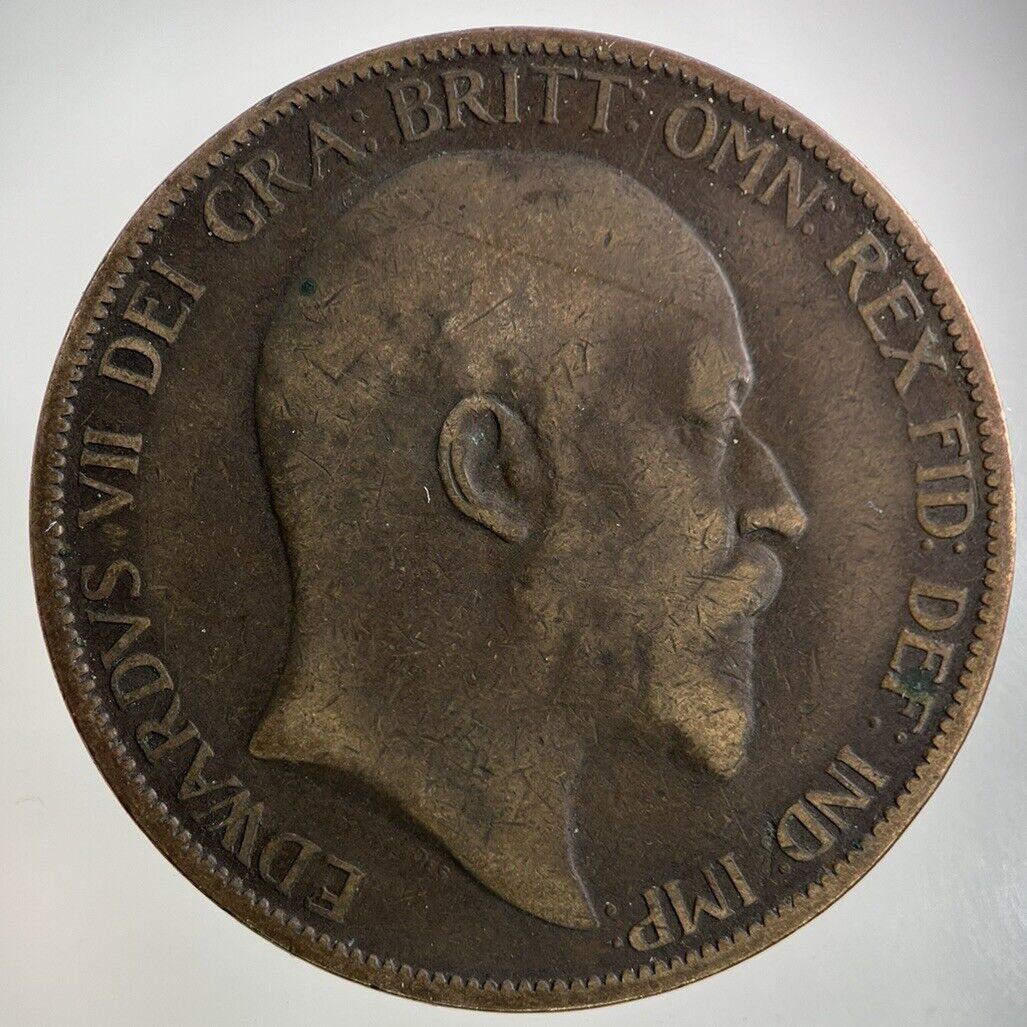 EDWARDVS VII DEI GRA: BRITT: OMN: REX FID: DEF: IND: IMP: